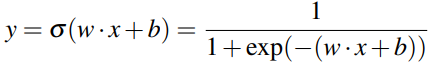 y = σ(w · x + b) = 1 / (1 + exp(−(w · x + b)))